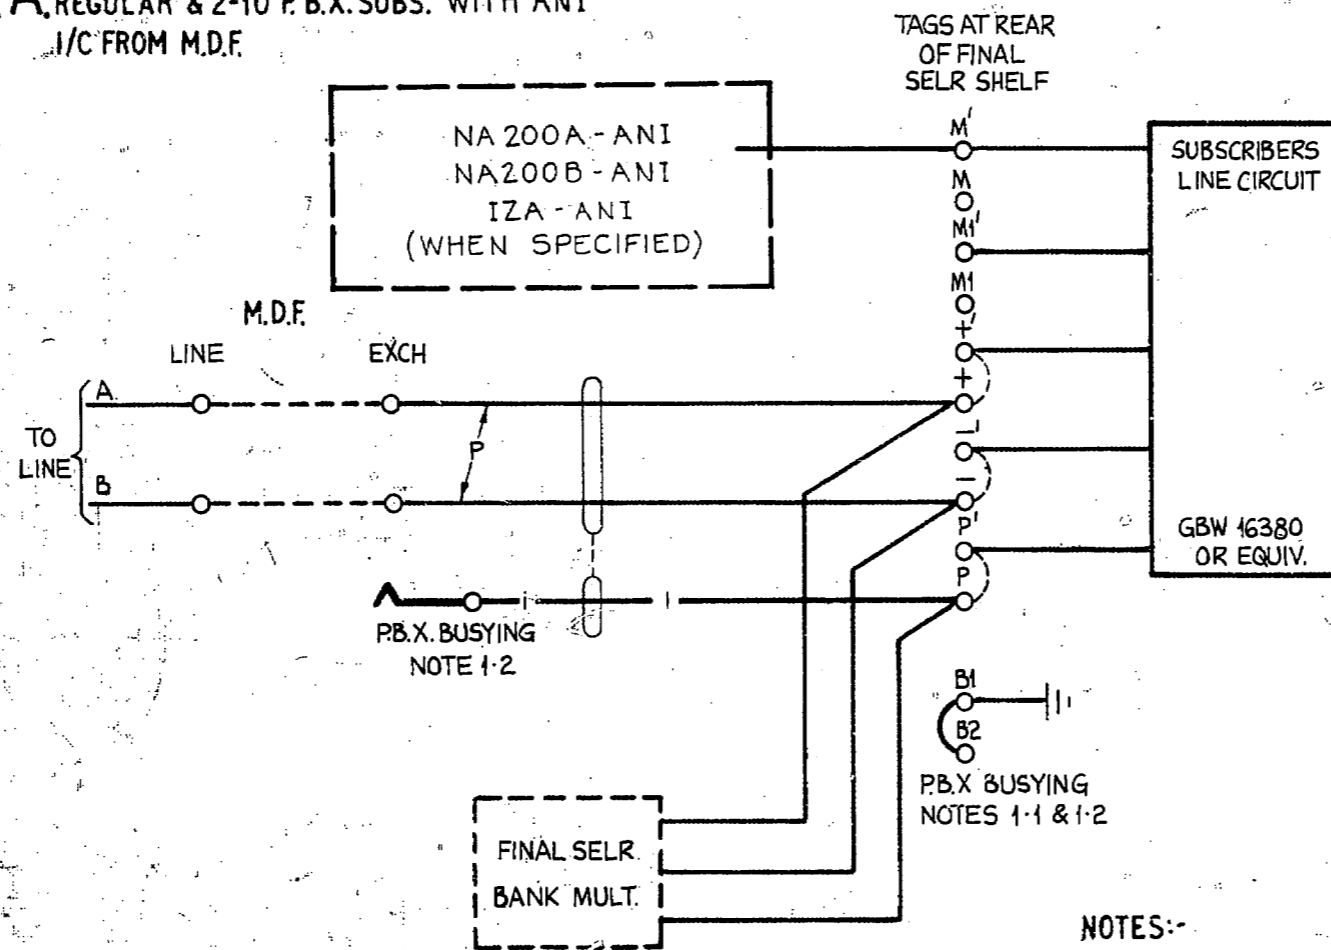 A. REGULAR & 2-10 P.B.X. SUBS. WITH ANI
I/C FROM M.D.F.
TAGS AT REAR
OF FINAL
SELR SHELF
NA 200A - ANI
NA200B - ANI
IZA - ANI
(WHEN SPECIFIED)
M'
M
M1'
M1
+'
+
-'
-
P'
P
SUBSCRIBERS
LINE CIRCUIT
GBW 16380
OR EQUIV.
M.D.F.
LINE
EXCH
A
TO
LINE
B
P
P.B.X. BUSYING
NOTE 1·2
B1
B2
P.B.X BUSYING
NOTES 1·1 & 1·2
FINAL SELR.
BANK MULT.
NOTES:-